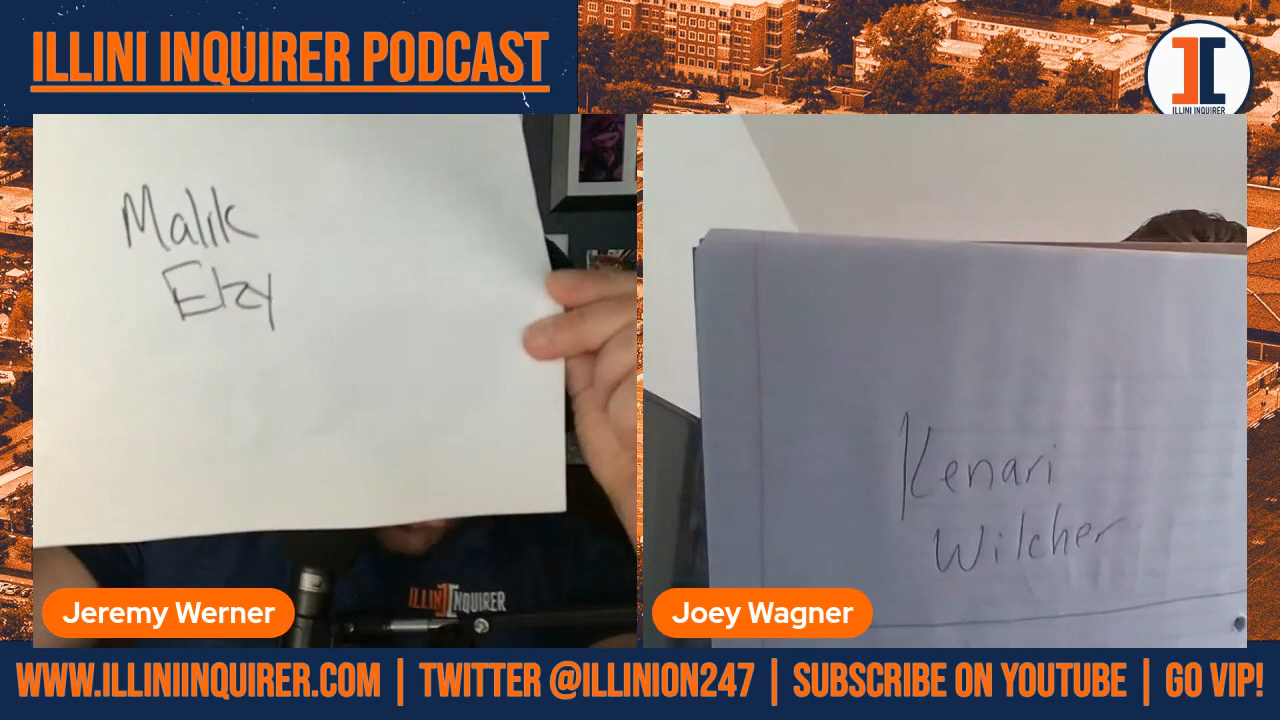 ILLINI INQUIRER PODCAST
ILLINI INQUIRER
Malik
Elzy
Kenari
Wilcher
ILLINI INQUIRER
Jeremy Werner
Joey Wagner
WWW.ILLINIINQUIRER.COM | TWITTER @ILLINION247 | SUBSCRIBE ON YOUTUBE | GO VIP!